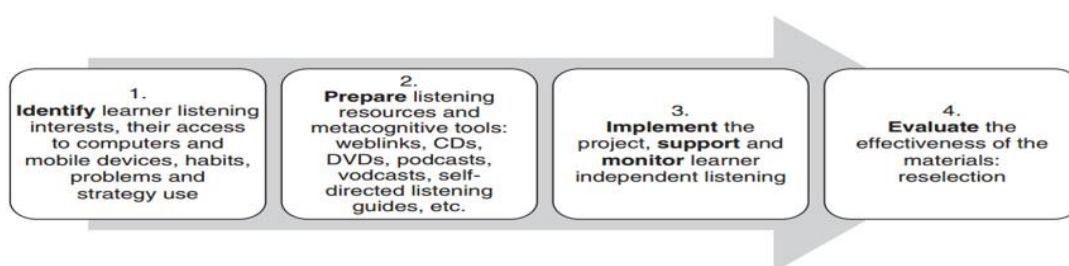 1.
Identify learner listening
interests, their access
to computers and
mobile devices, habits,
problems and
strategy use
2.
Prepare listening
resources and
metacognitive tools:
weblinks, CDs,
DVDs, podcasts,
vodcasts, self-
directed listening
guides, etc.
3.
Implement the
project, support and
monitor learner
independent listening
4.
Evaluate the
effectiveness of the
materials:
reselection